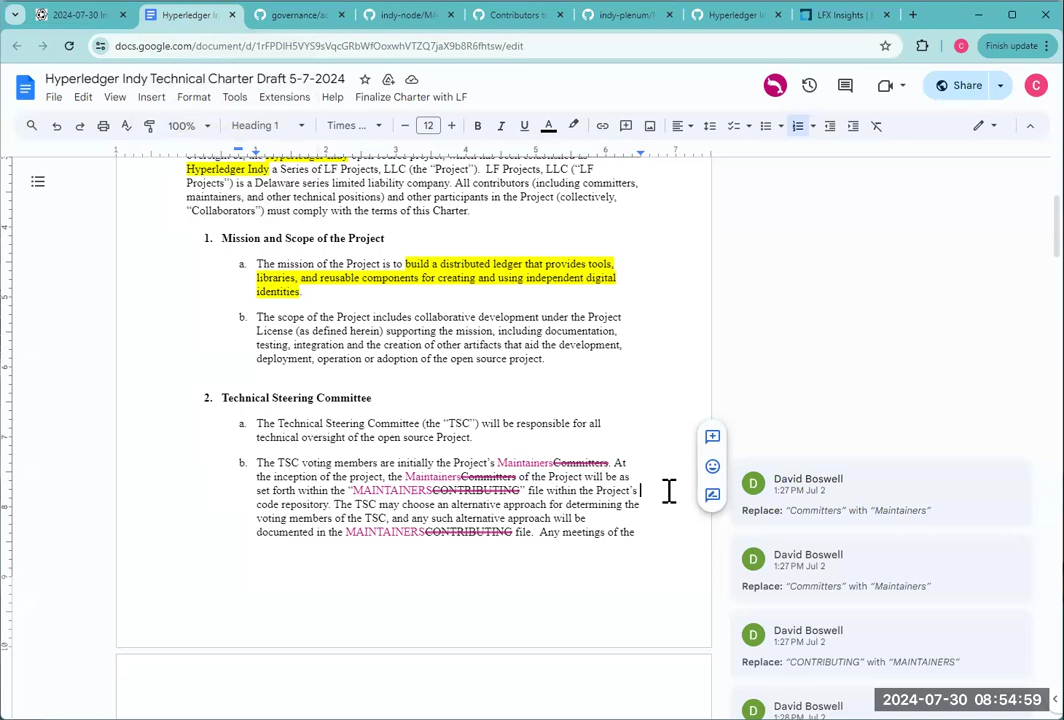 2024-07-30 Ind
Hyperledger In
governance/ac
indy-node/MA
Contributors to
indy-plenum/
Hyperledger In
LFX Insights |
docs.google.com/document/d/1rFPDlH5VYS9sVqcGRbWfOoxwhVTZQ7jaX9b8R6fhtsw/edit
C
Finish update
Hyperledger Indy Technical Charter Draft 5-7-2024
File Edit View Insert Format Tools Extensions Help Finalize Charter with LF
Share
C
100%
Heading 1
Times ...
12
B I U A
1 1 2 3 4 5 6 7
Hyperledger Indy a Series of LF Projects, LLC (the “Project”).  LF Projects, LLC (“LF
Projects”) is a Delaware series limited liability company. All contributors (including committers,
maintainers, and other technical positions) and other participants in the Project (collectively,
“Collaborators”) must comply with the terms of this Charter.
1. Mission and Scope of the Project
a. The mission of the Project is to build a distributed ledger that provides tools,
libraries, and reusable components for creating and using independent digital
identities.
b. The scope of the Project includes collaborative development under the Project
License (as defined herein) supporting the mission, including documentation,
testing, integration and the creation of other artifacts that aid the development,
deployment, operation or adoption of the open source project.
2. Technical Steering Committee
a. The Technical Steering Committee (the “TSC”) will be responsible for all
technical oversight of the open source Project.
b. The TSC voting members are initially the Project’s MaintainersCommitters. At
the inception of the project, the MaintainersCommitters of the Project will be as
set forth within the “MAINTAINERSCONTRIBUTING” file within the Project’s
code repository. The TSC may choose an alternative approach for determining the
voting members of the TSC, and any such alternative approach will be
documented in the MAINTAINERSCONTRIBUTING file.  Any meetings of the
D
David Boswell
1:27 PM Jul 2
Replace: “Committers” with “Maintainers”
D
David Boswell
1:27 PM Jul 2
Replace: “Committers” with “Maintainers”
D
David Boswell
1:27 PM Jul 2
Replace: “CONTRIBUTING” with “MAINTAINERS”
D
David Boswell
2024-07-30 08:54:59